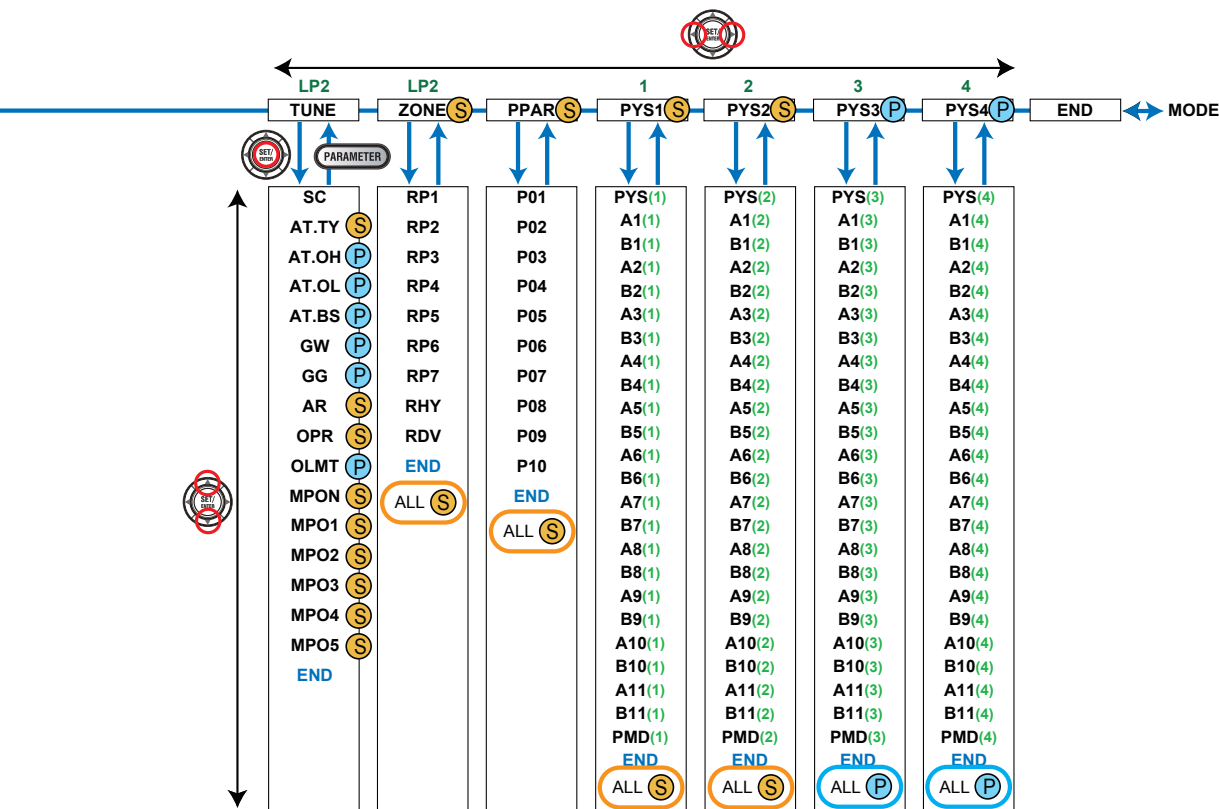 SET/
ENTER
LP2 LP2 1 2 3 4
TUNE ZONE S PPAR S PYS1 S PYS2 S PYS3 P PYS4 P END MODE
SET/
ENTER
PARAMETER
SC
AT.TY S
AT.OH P
AT.OL P
AT.BS P
GW P
GG P
AR S
OPR S
OLMT P
MPON S
MPO1 S
MPO2 S
MPO3 S
MPO4 S
MPO5 S
END
SET/
ENTER
RP1
RP2
RP3
RP4
RP5
RP6
RP7
RHY
RDV
END
ALL S
P01
P02
P03
P04
P05
P06
P07
P08
P09
P10
END
ALL S
PYS(1)
A1(1)
B1(1)
A2(1)
B2(1)
A3(1)
B3(1)
A4(1)
B4(1)
A5(1)
B5(1)
A6(1)
B6(1)
A7(1)
B7(1)
A8(1)
B8(1)
A9(1)
B9(1)
A10(1)
B10(1)
A11(1)
B11(1)
PMD(1)
END
ALL S
PYS(2)
A1(2)
B1(2)
A2(2)
B2(2)
A3(2)
B3(2)
A4(2)
B4(2)
A5(2)
B5(2)
A6(2)
B6(2)
A7(2)
B7(2)
A8(2)
B8(2)
A9(2)
B9(2)
A10(2)
B10(2)
A11(2)
B11(2)
PMD(2)
END
ALL S
PYS(3)
A1(3)
B1(3)
A2(3)
B2(3)
A3(3)
B3(3)
A4(3)
B4(3)
A5(3)
B5(3)
A6(3)
B6(3)
A7(3)
B7(3)
A8(3)
B8(3)
A9(3)
B9(3)
A10(3)
B10(3)
A11(3)
B11(3)
PMD(3)
END
ALL P
PYS(4)
A1(4)
B1(4)
A2(4)
B2(4)
A3(4)
B3(4)
A4(4)
B4(4)
A5(4)
B5(4)
A6(4)
B6(4)
A7(4)
B7(4)
A8(4)
B8(4)
A9(4)
B9(4)
A10(4)
B10(4)
A11(4)
B11(4)
PMD(4)
END
ALL P